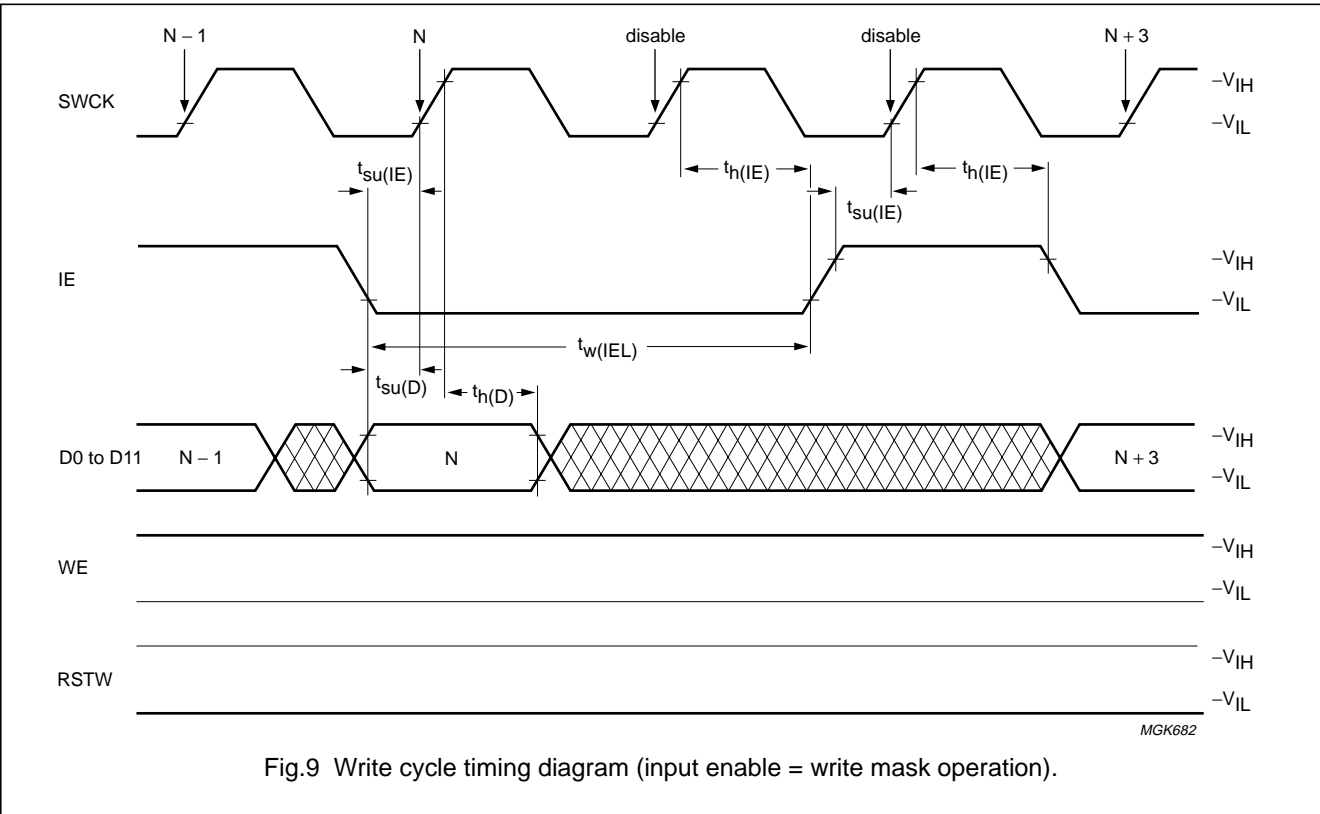 N – 1 N disable disable N + 3
SWCK –VIH
–VIL
tsu(IE) th(IE) th(IE)
tsu(IE)
IE –VIH
–VIL
tw(IEL)
tsu(D) th(D)
D0 to D11 N – 1 N N + 3 –VIH
–VIL
WE –VIH
–VIL
RSTW –VIH
–VIL
MGK682
Fig.9 Write cycle timing diagram (input enable = write mask operation).